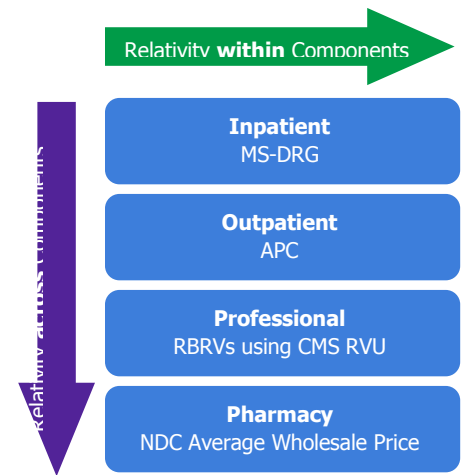 Relativity within Components
Relativity across Components
Inpatient
MS-DRG
Outpatient
APC
Professional
RBRVs using CMS RVU
Pharmacy
NDC Average Wholesale Price